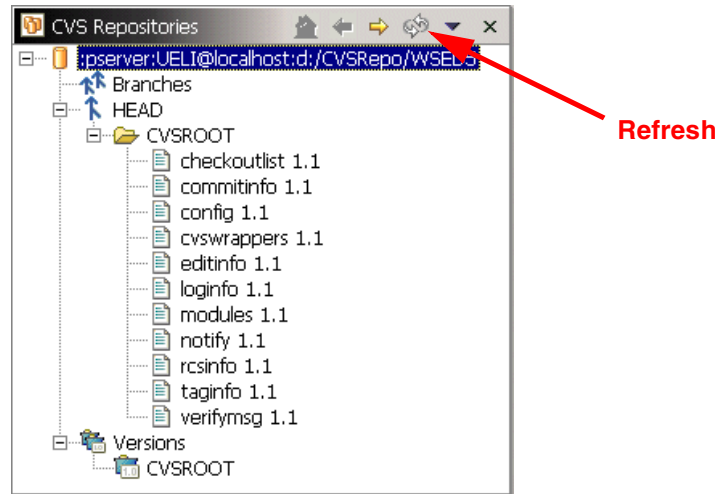 CVS Repositories
:pserver:UELI@localhost:d:/CVSRepo/WSED5
Branches
Refresh
HEAD
CVSROOT
checkoutlist 1.1
commitinfo 1.1
config 1.1
cvswrappers 1.1
editinfo 1.1
loginfo 1.1
modules 1.1
notify 1.1
rcsinfo 1.1
taginfo 1.1
verifymsg 1.1
Versions
CVSROOT